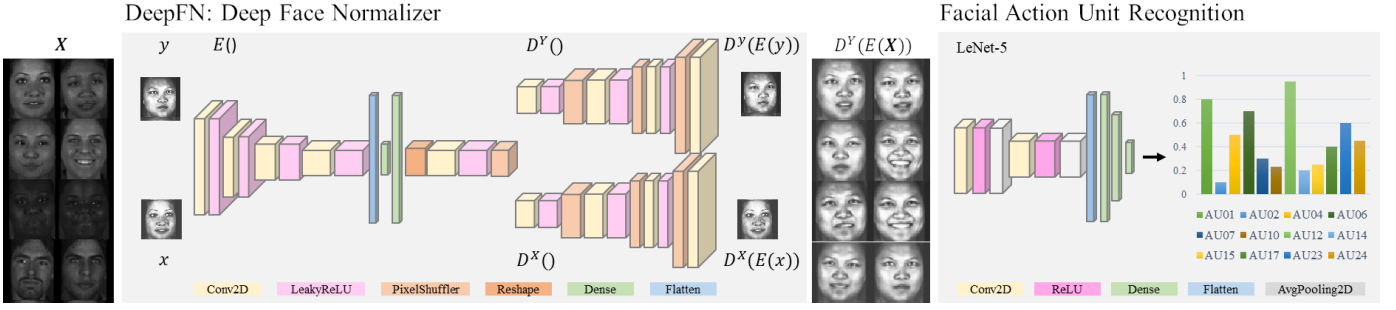 DeepFN: Deep Face Normalizer
Facial Action Unit Recognition
X
y
E()
D^Y()
D^y(E(y))
D^Y(E(X))
LeNet-5
1
0.8
0.6
0.4
0.2
0
x
D^X()
D^X(E(x))
AU01 AU02 AU04 AU06
AU07 AU10 AU12 AU14
AU15 AU17 AU23 AU24
Conv2D LeakyReLU PixelShuffler Reshape Dense Flatten
Conv2D ReLU Dense Flatten AvgPooling2D